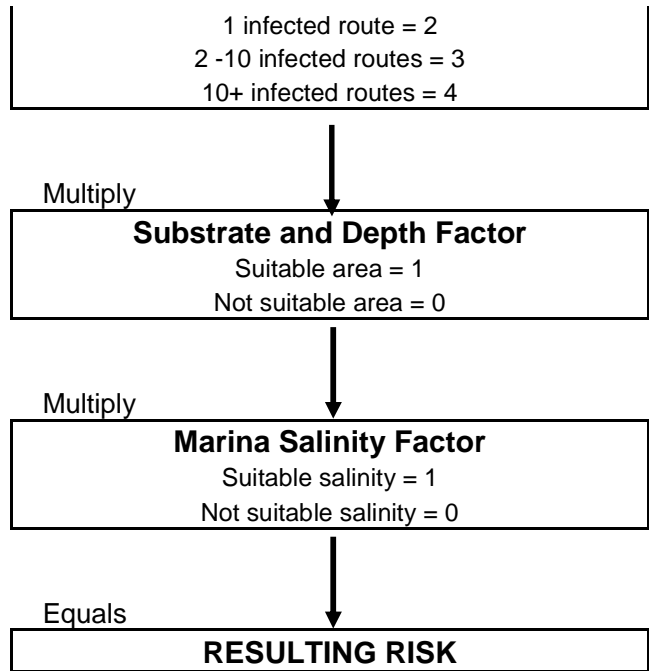 1 infected route = 2
2 -10 infected routes = 3
10+ infected routes = 4
Multiply
Substrate and Depth Factor
Suitable area = 1
Not suitable area = 0
Multiply
Marina Salinity Factor
Suitable salinity = 1
Not suitable salinity = 0
Equals
RESULTING RISK